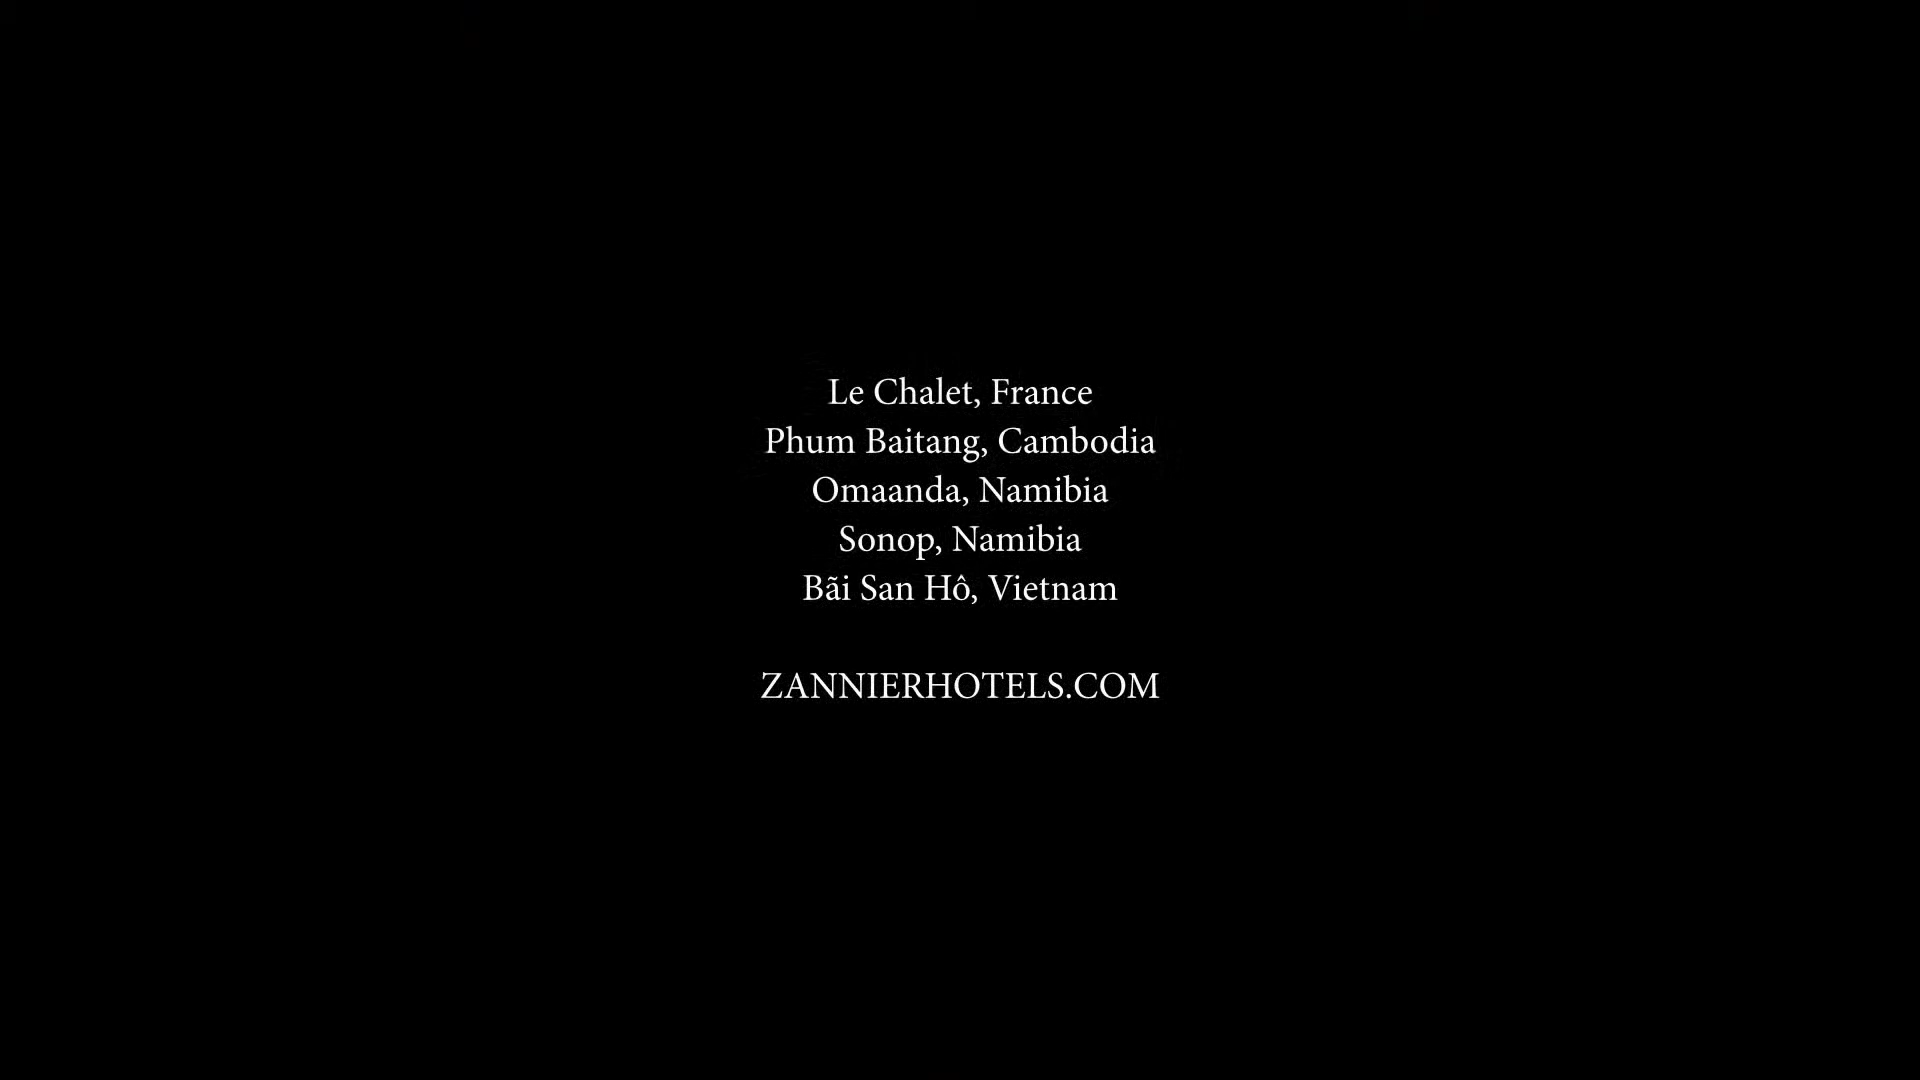 Le Chalet, France
Phum Baitang, Cambodia
Omaanda, Namibia
Sonop, Namibia
Bãi San Hô, Vietnam
ZANNIERHOTELS.COM